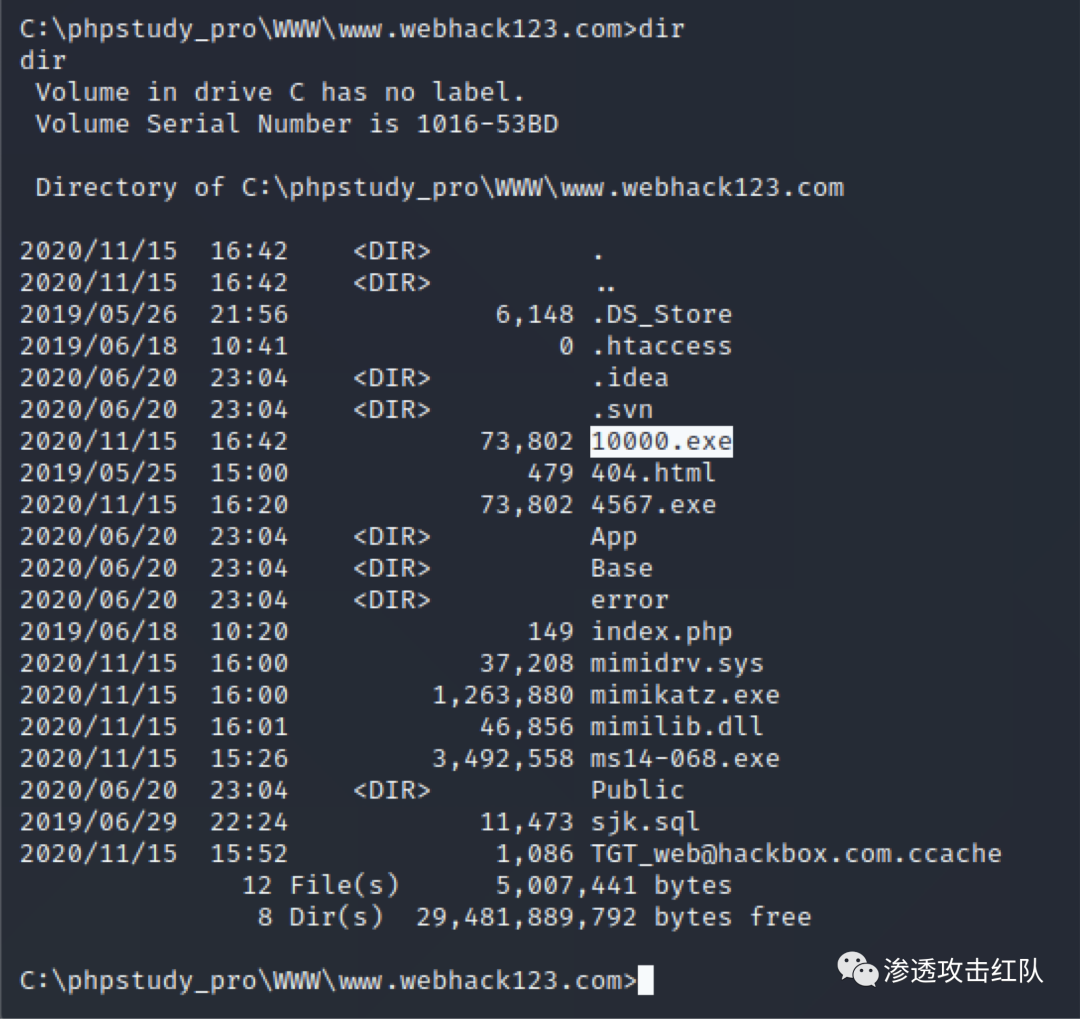 C:\phpstudy_pro\WWW\www.webhack123.com>dir
dir
 Volume in drive C has no label.
 Volume Serial Number is 1016-53BD
 Directory of C:\phpstudy_pro\WWW\www.webhack123.com
2020/11/15  16:42    <DIR>          .
2020/11/15  16:42    <DIR>          ..
2019/05/26  21:56             6,148 .DS_Store
2019/06/18  10:41                 0 .htaccess
2020/06/20  23:04    <DIR>          .idea
2020/06/20  23:04    <DIR>          .svn
2020/11/15  16:42            73,802 10000.exe
2019/05/25  15:00               479 404.html
2020/11/15  16:20            73,802 4567.exe
2020/06/20  23:04    <DIR>          App
2020/06/20  23:04    <DIR>          Base
2020/06/20  23:04    <DIR>          error
2019/06/18  10:20               149 index.php
2020/11/15  16:00            37,208 mimidrv.sys
2020/11/15  16:00         1,263,880 mimikatz.exe
2020/11/15  16:01            46,856 mimilib.dll
2020/11/15  15:26         3,492,558 ms14-068.exe
2020/06/20  23:04    <DIR>          Public
2019/06/29  22:24            11,473 sjk.sql
2020/11/15  15:52             1,086 TGT_web@hackbox.com.ccache
              12 File(s)      5,007,441 bytes
               8 Dir(s)  29,481,889,792 bytes free
C:\phpstudy_pro\WWW\www.webhack123.com>
渗透攻击红队